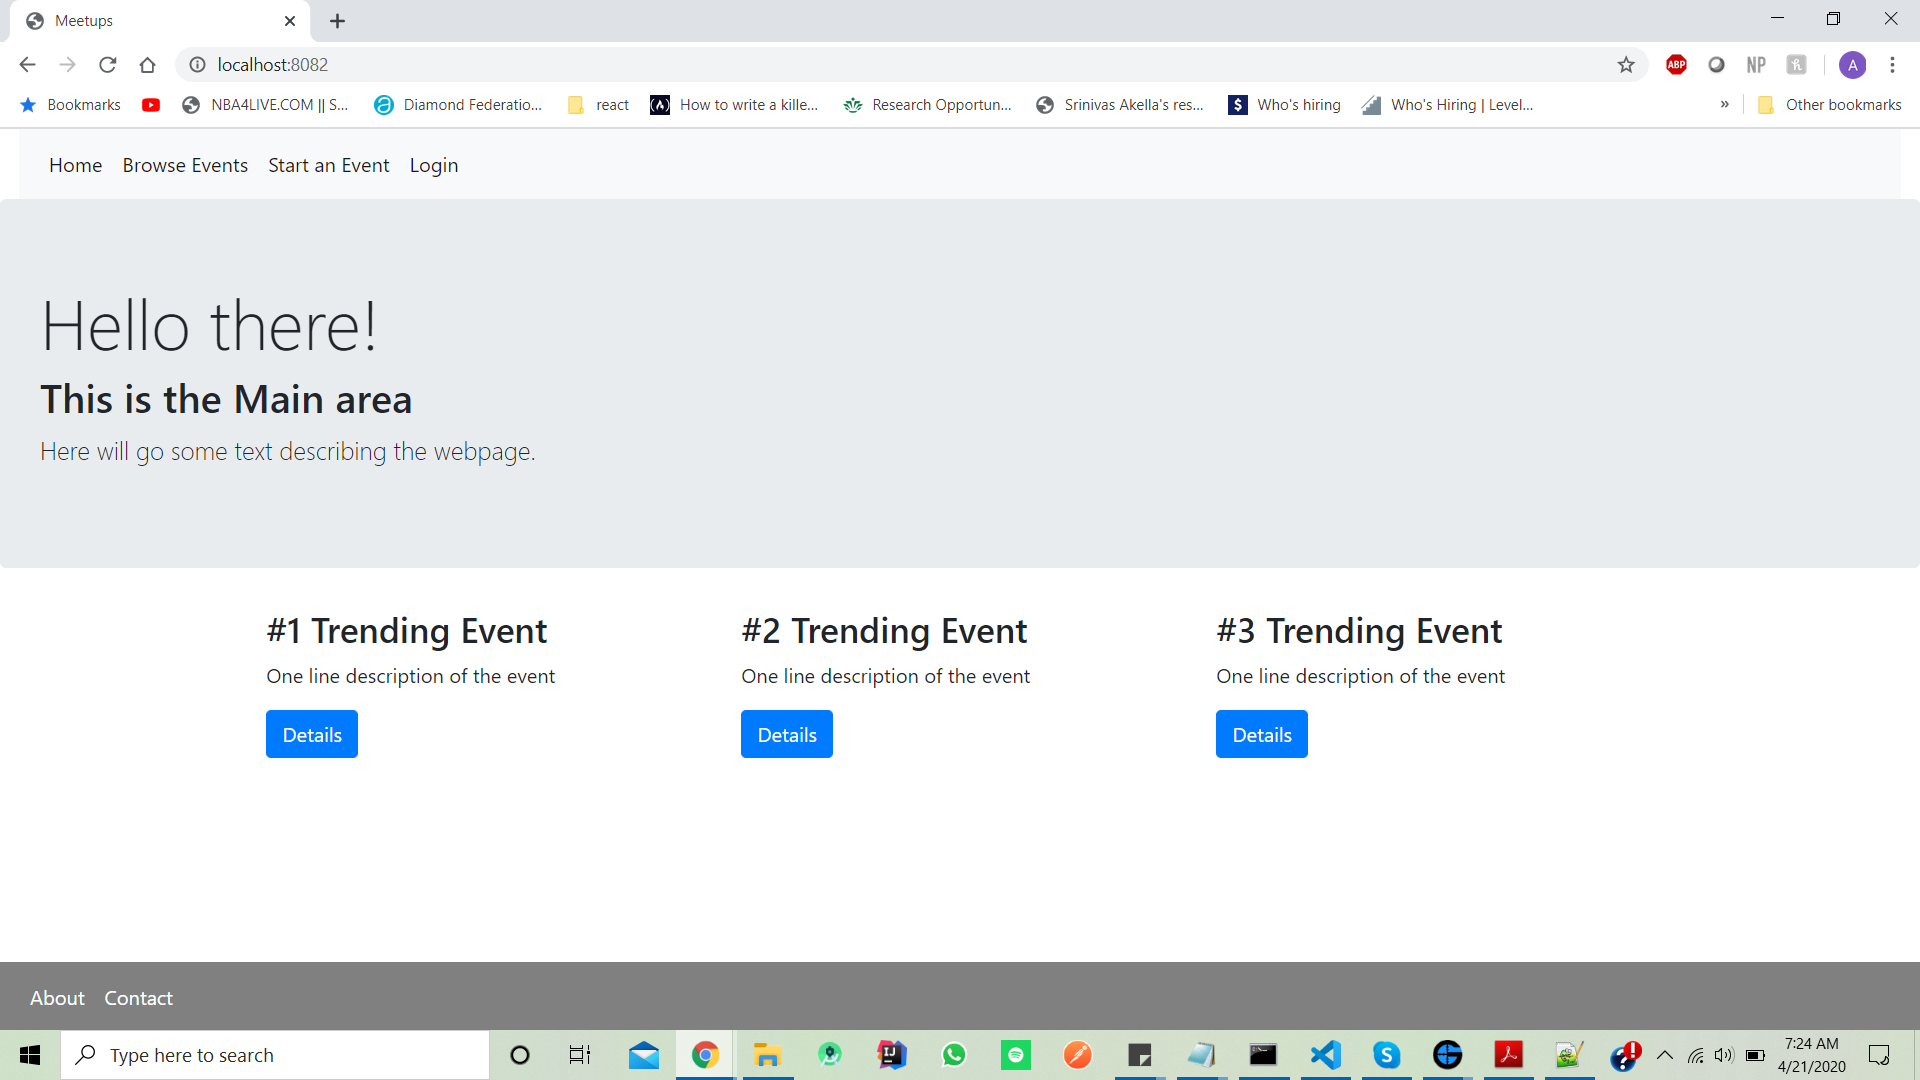 Meetups
localhost:8082
ABP NP A
Bookmarks NBA4LIVE.COM || S... Diamond Federatio... react (A) How to write a kille... Research Opportun... Srinivas Akella's res... $ Who's hiring Who's Hiring | Level... » Other bookmarks
Home Browse Events Start an Event Login
Hello there!
This is the Main area
Here will go some text describing the webpage.
#1 Trending Event #2 Trending Event #3 Trending Event
One line description of the event One line description of the event One line description of the event
Details Details Details
About Contact
Type here to search
7:24 AM
4/21/2020